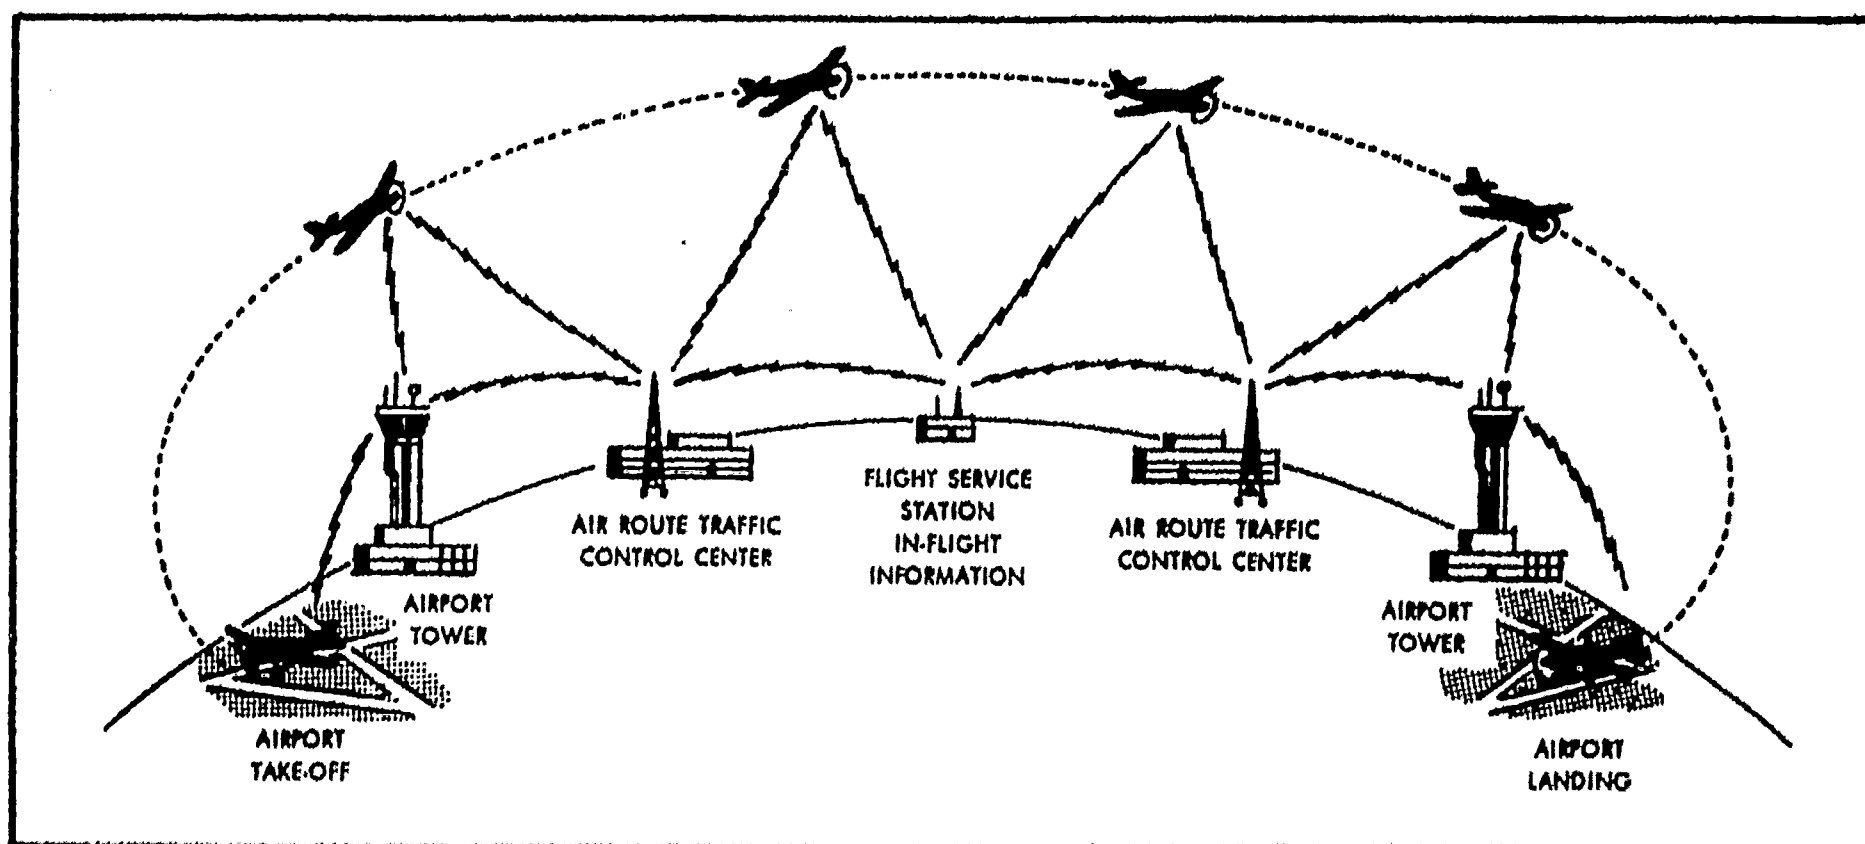 FLIGHT SERVICE
STATION
IN-FLIGHT
INFORMATION
AIR ROUTE TRAFFIC
CONTROL CENTER
AIR ROUTE TRAFFIC
CONTROL CENTER
AIRPORT
TOWER
AIRPORT
TOWER
AIRPORT
TAKE-OFF
AIRPORT
LANDING